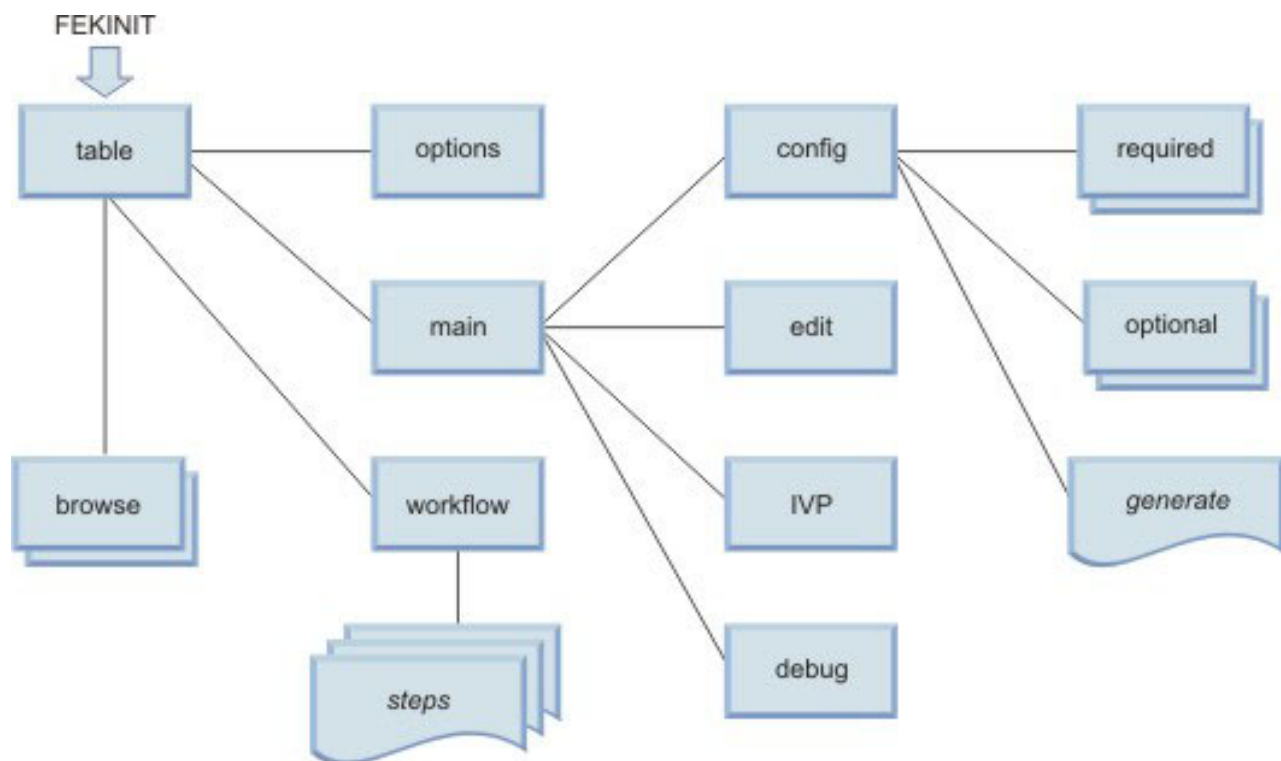 FEKINIT
table
options
config
required
main
edit
optional
browse
workflow
IVP
generate
steps
debug